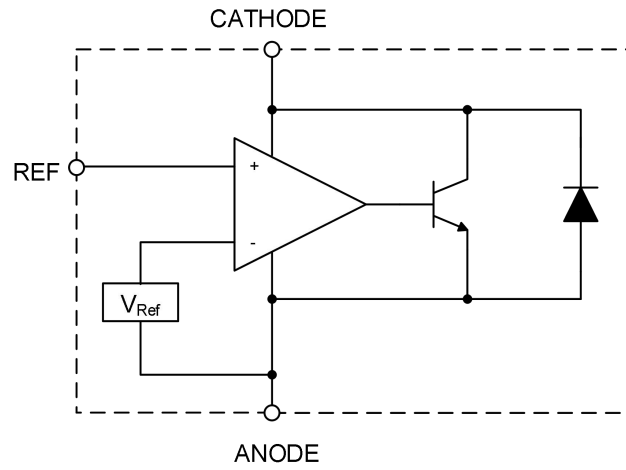 CATHODE
REF
+
-
VRef
ANODE